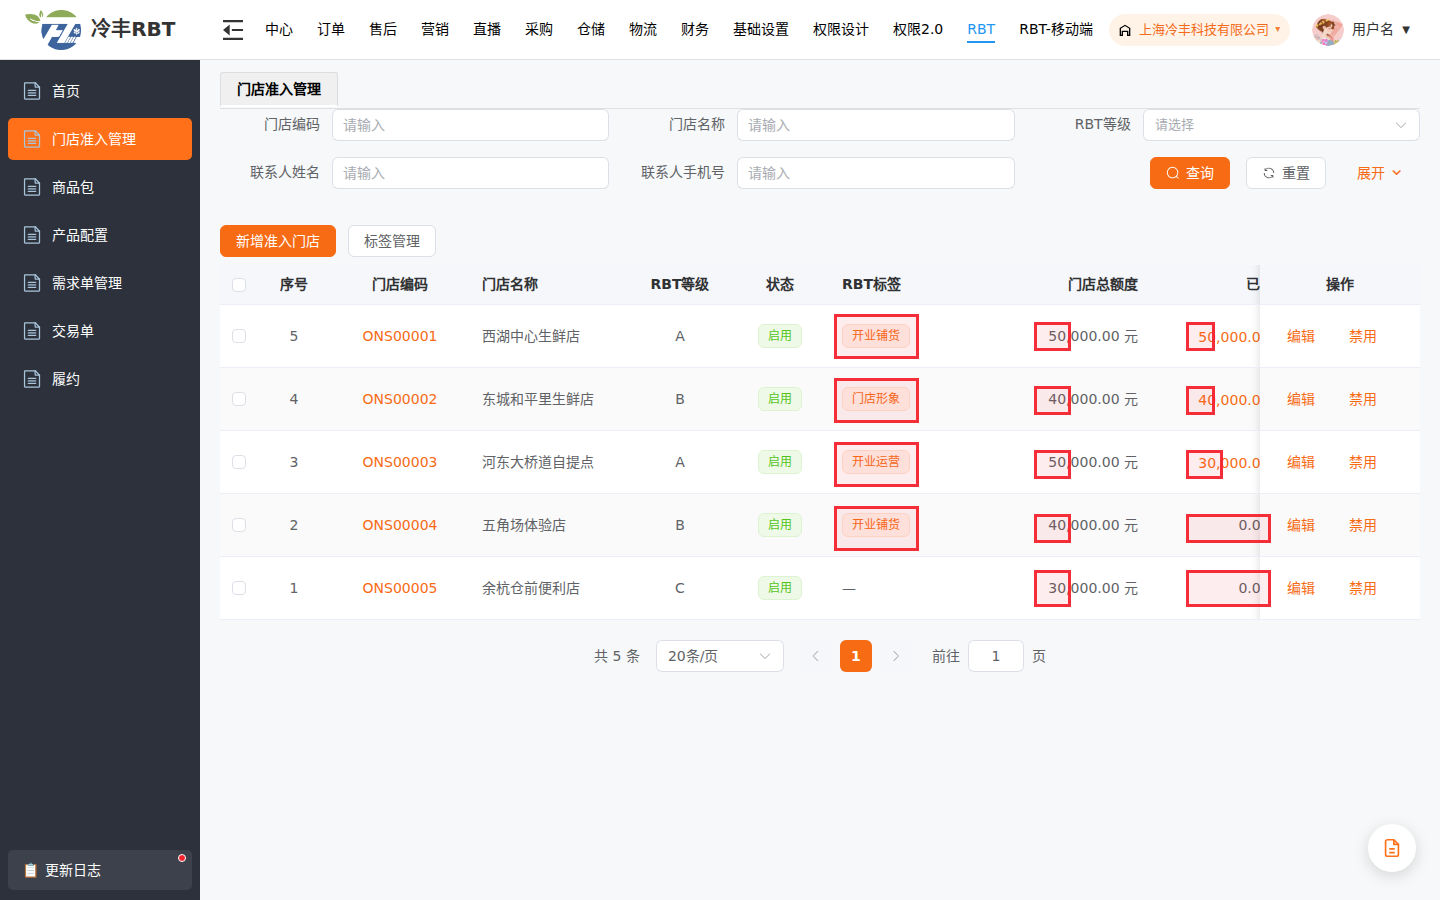 冷丰RBT
中心 订单 售后 营销 直播 采购 仓储 物流 财务 基础设置 权限设计 权限2.0 RBT RBT-移动端 上海冷丰科技有限公司 ▾ 用户名 ▼
首页
门店准入管理
商品包
产品配置
需求单管理
交易单
履约
更新日志
门店准入管理
门店编码 请输入 门店名称 请输入 RBT等级 请选择
联系人姓名 请输入 联系人手机号 请输入 查询 重置 展开
新增准入门店 标签管理
序号 门店编码 门店名称 RBT等级 状态 RBT标签 门店总额度 已 操作
5 ONS00001 西湖中心生鲜店 A 启用 开业铺货 50,000.00 元 50,000.0 编辑 禁用
4 ONS00002 东城和平里生鲜店 B 启用 门店形象 40,000.00 元 40,000.0 编辑 禁用
3 ONS00003 河东大桥道自提点 A 启用 开业运营 50,000.00 元 30,000.0 编辑 禁用
2 ONS00004 五角场体验店 B 启用 开业铺货 40,000.00 元 0.0 编辑 禁用
1 ONS00005 余杭仓前便利店 C 启用 — 30,000.00 元 0.0 编辑 禁用
共 5 条 20条/页 1 前往 1 页